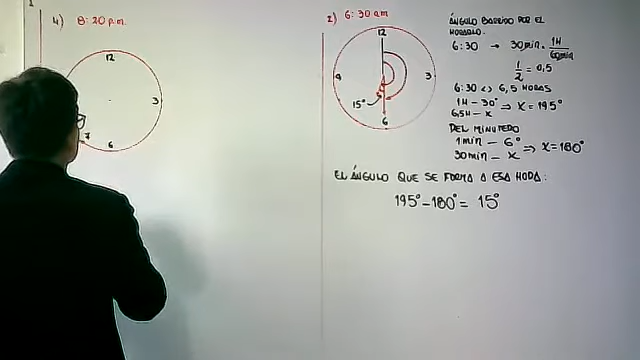 4) 8:20 p.m.
12
3
6
7
2) 6:30 am
12
9
3
15°
6
ÁNGULO BARRIDO POR EL
HORARIO.
6:30 → 30min · 1H/60min
1/2 = 0,5
6:30 <> 6,5 HORAS
1H - 30° ⇒ X = 195°
6,5H - X
DEL MINUTERO
1min - 6° ⇒ X = 180°
30min - X
EL ÁNGULO QUE SE FORMA A ESA HORA:
195° - 180° = 15°